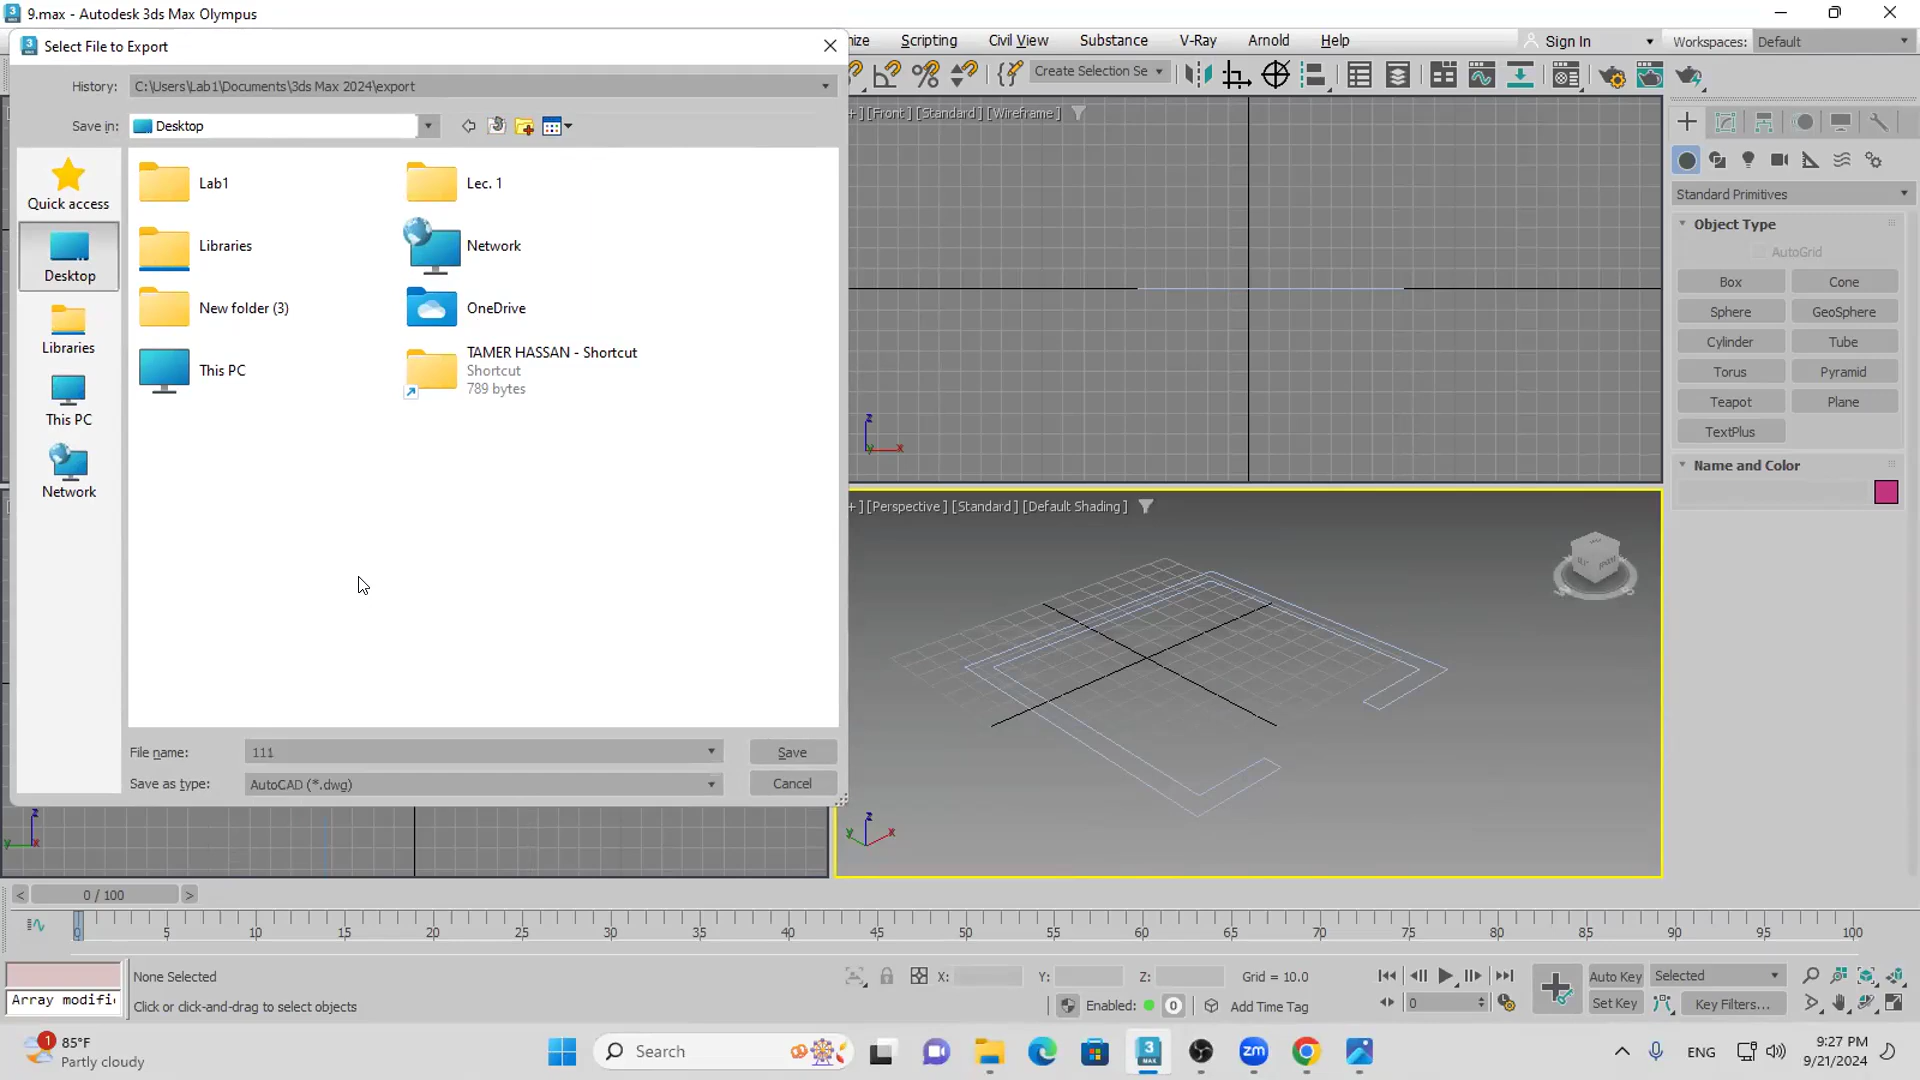 9.max - Autodesk 3ds Max Olympus
Select File to Export
Scripting
Civil View
Substance
V-Ray
Arnold
Help
Sign In
Workspaces:
Default
History:
C:\Users\Lab1\Documents\3ds Max 2024\export
Create Selection Se
Save in:
Desktop
[Front ] [Standard ] [Wireframe ]
Quick access
Desktop
Libraries
This PC
Network
Lab1
Lec. 1
Libraries
Network
New folder (3)
OneDrive
This PC
TAMER HASSAN - Shortcut
Shortcut
789 bytes
Standard Primitives
Object Type
AutoGrid
Box
Cone
Sphere
GeoSphere
Cylinder
Tube
Torus
Pyramid
Teapot
Plane
TextPlus
Name and Color
z
y
x
+ ] [Perspective ] [Standard ] [Default Shading ]
File name:
111
Save
Save as type:
AutoCAD (*.dwg)
Cancel
z
y
x
z
y
x
< 0 / 100 >
0 5 10 15 20 25 30 35 40 45 50 55 60 65 70 75 80 85 90 95 100
None Selected
X:
Y:
Z:
Grid = 10.0
Auto Key
Selected
Array modifi
Click or click-and-drag to select objects
Enabled:
0
Add Time Tag
0
Set Key
Key Filters...
1
85°F
Partly cloudy
Search
3
MAX
zm
ENG
9:27 PM
9/21/2024